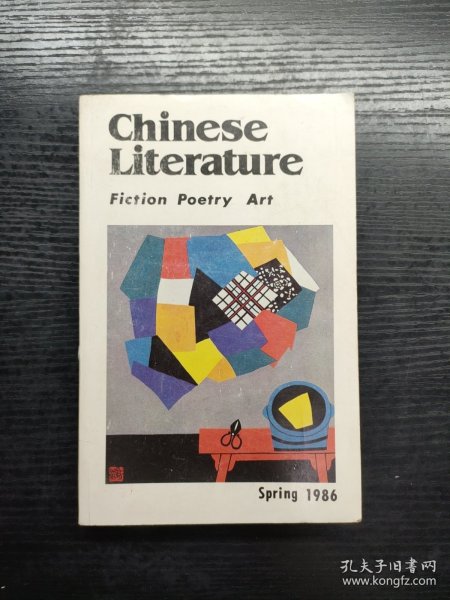 Chinese
Literature
Fiction Poetry Art
Spring 1986
孔夫子旧书网
www.kongfz.com